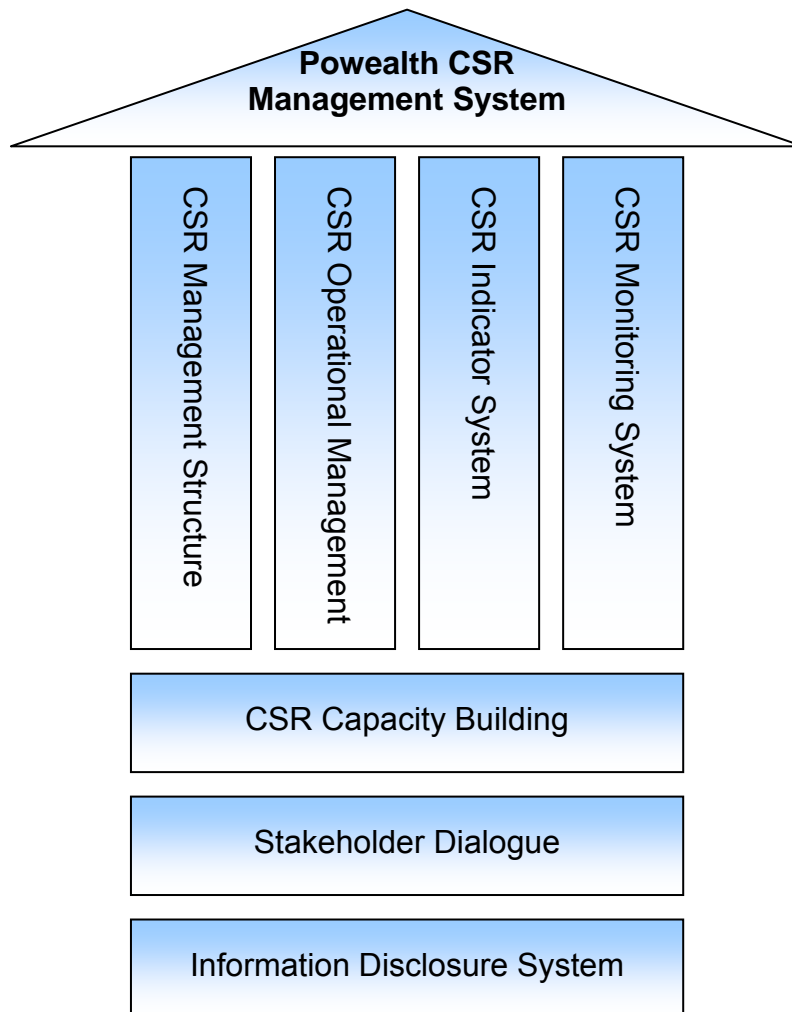 Powealth CSR
Management System
CSR Management Structure
CSR Operational Management
CSR Indicator System
CSR Monitoring System
CSR Capacity Building
Stakeholder Dialogue
Information Disclosure System